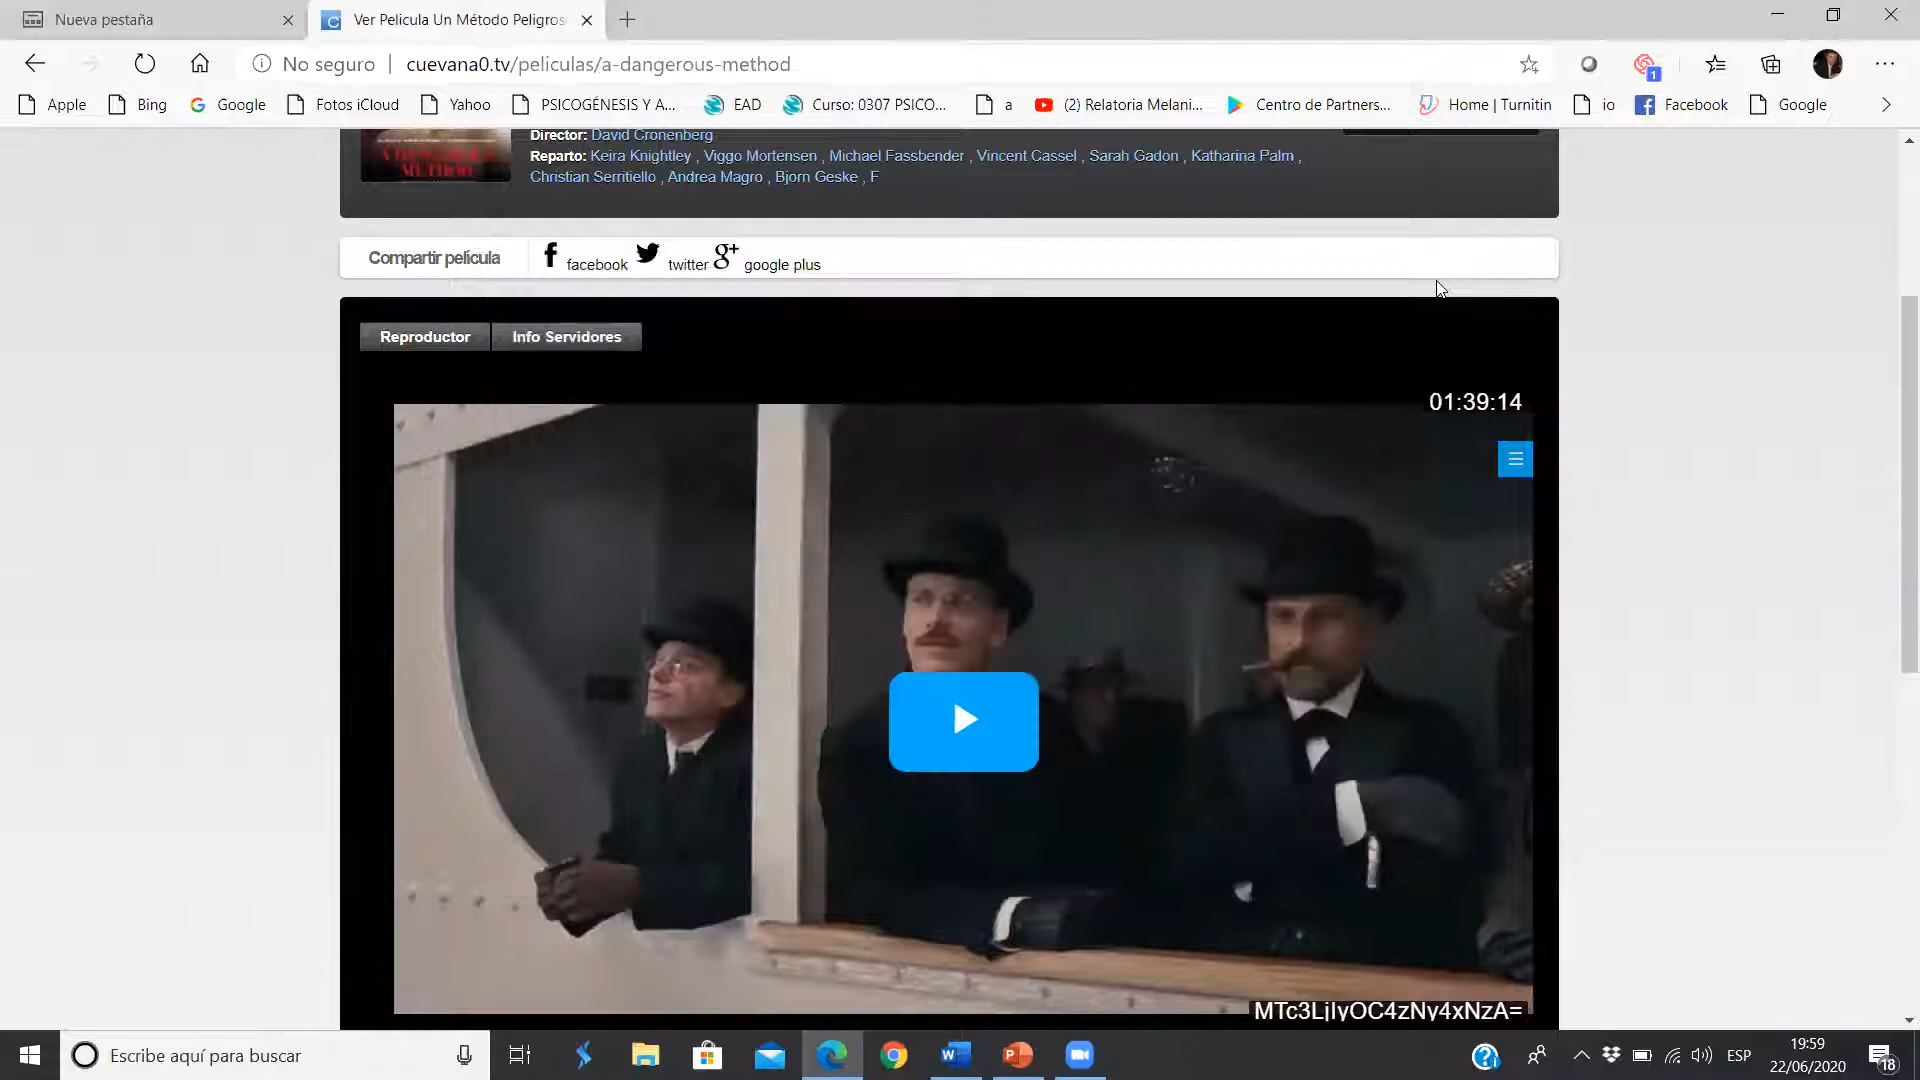 Nueva pestaña
Ver Pelicula Un Método Peligros
No seguro | cuevana0.tv/peliculas/a-dangerous-method
1
Apple Bing Google Fotos iCloud Yahoo PSICOGÉNESIS Y A... EAD Curso: 0307 PSICO... a (2) Relatoria Melani... Centro de Partners... Home | Turnitin io Facebook Google
Director: David Cronenberg
METHOD
Reparto: Keira Knightley , Viggo Mortensen , Michael Fassbender , Vincent Cassel , Sarah Gadon , Katharina Palm ,
Christian Serritiello , Andrea Magro , Bjorn Geske , F
Compartir película facebook twitter google plus
Reproductor Info Servidores
01:39:14
MTc3LjIyOC4zNy4xNzA=
Escribe aquí para buscar
ESP
19:59
22/06/2020
18